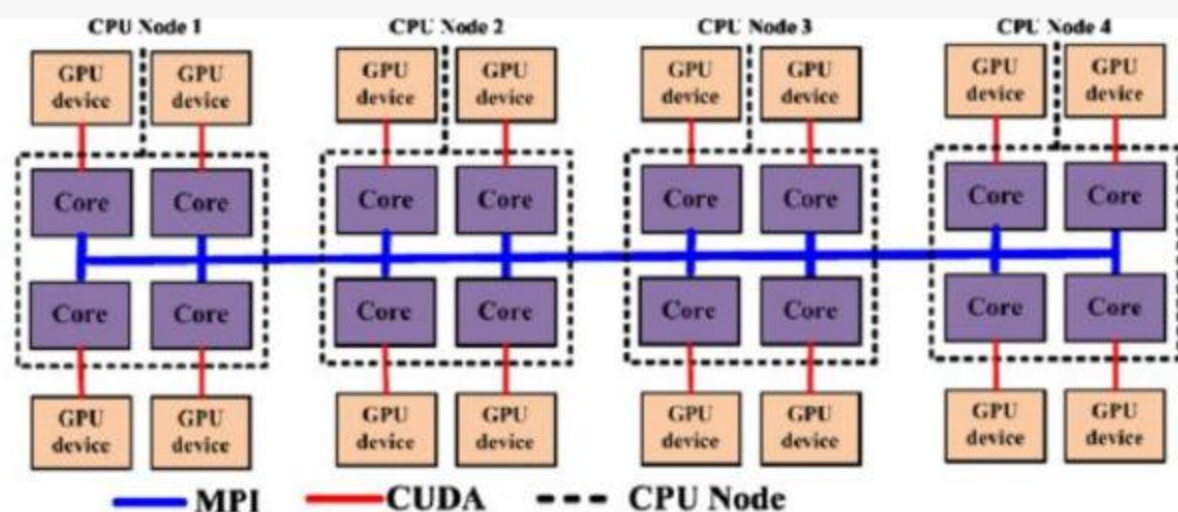 CPU Node 1 CPU Node 2 CPU Node 3 CPU Node 4
GPU device GPU device GPU device GPU device GPU device GPU device GPU device GPU device
Core Core Core Core Core Core Core Core
Core Core Core Core Core Core Core Core
GPU device GPU device GPU device GPU device GPU device GPU device GPU device GPU device
MPI CUDA CPU Node